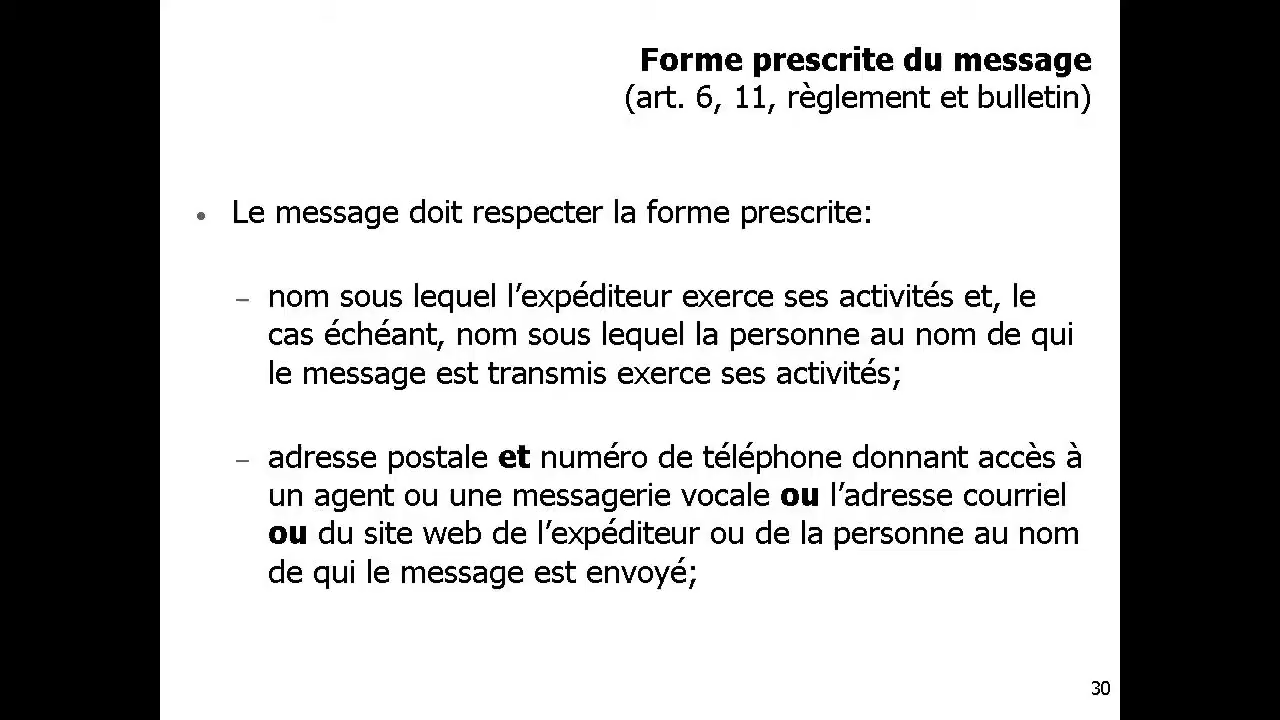 Forme prescrite du message
(art. 6, 11, règlement et bulletin)
• Le message doit respecter la forme prescrite:
– nom sous lequel l’expéditeur exerce ses activités et, le
cas échéant, nom sous lequel la personne au nom de qui
le message est transmis exerce ses activités;
– adresse postale et numéro de téléphone donnant accès à
un agent ou une messagerie vocale ou l’adresse courriel
ou du site web de l’expéditeur ou de la personne au nom
de qui le message est envoyé;
30